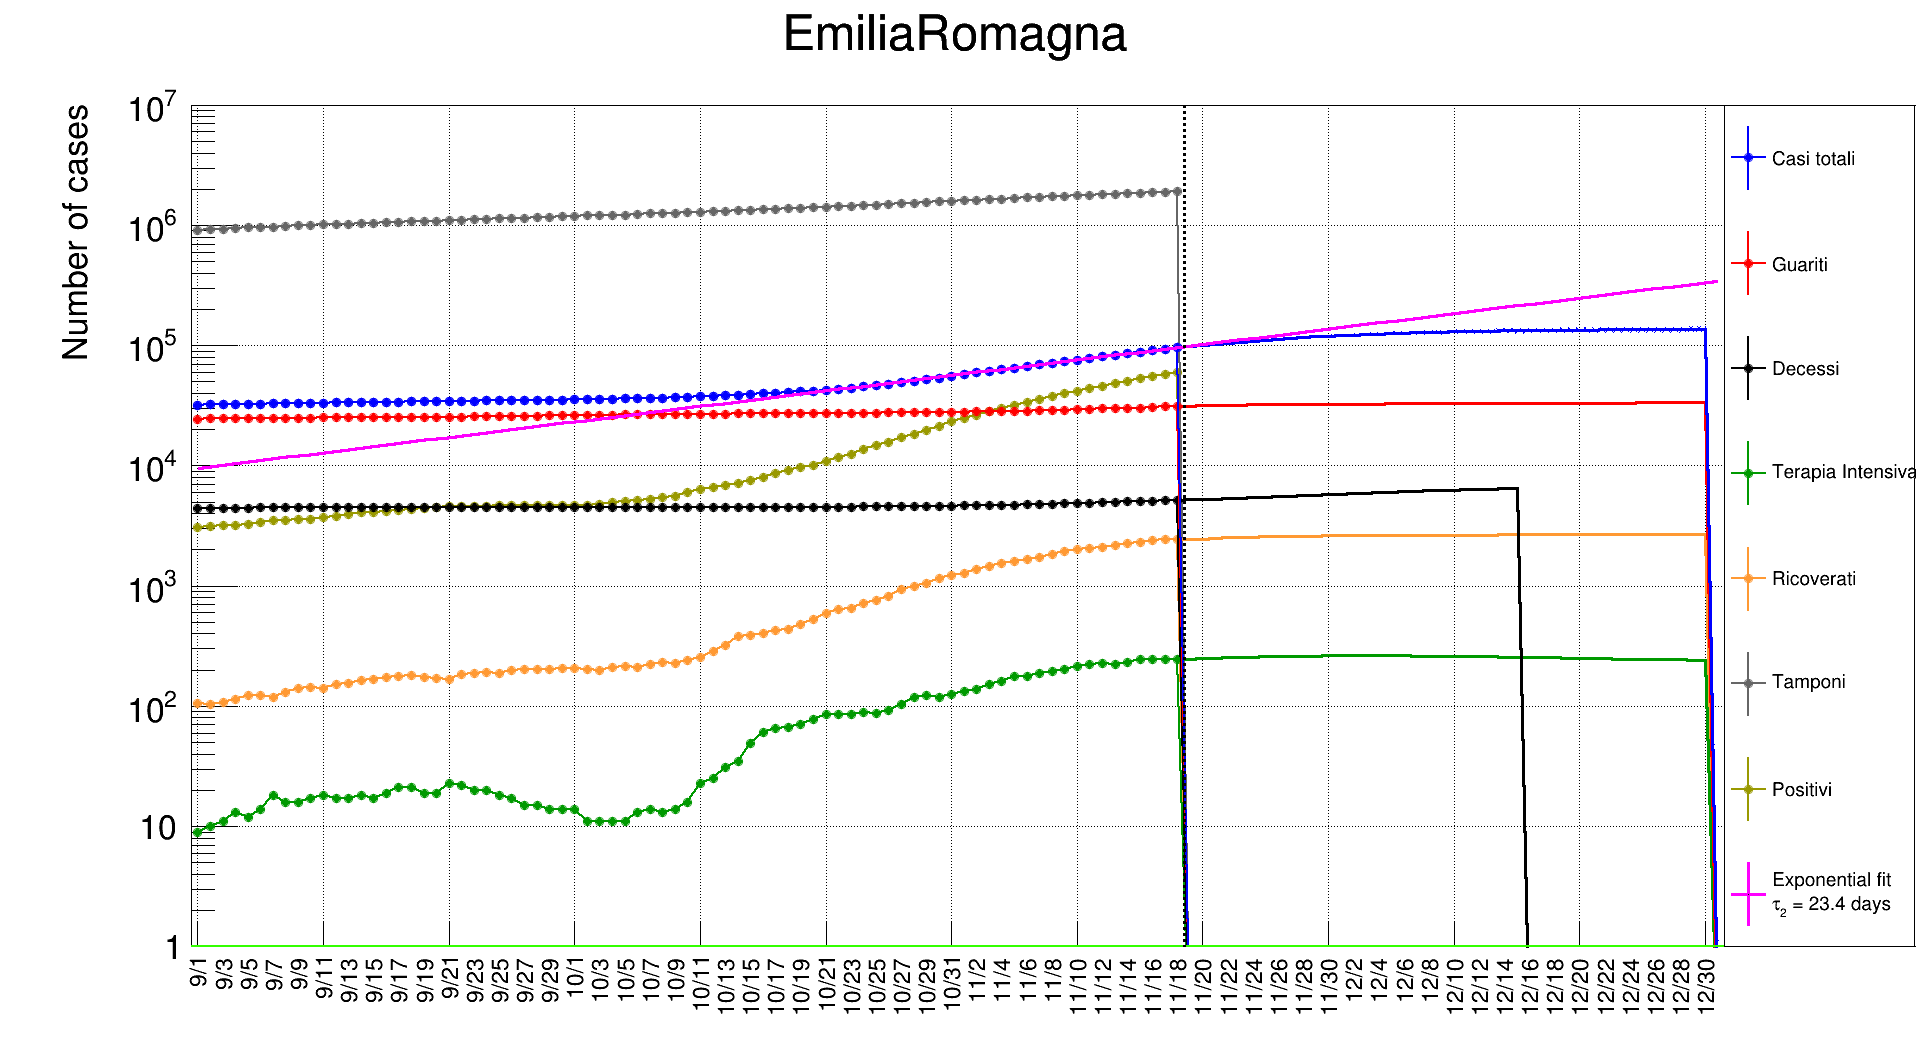 EmiliaRomagna
Number of cases
10^7
10^6
10^5
10^4
10^3
10^2
10
1
9/1 9/3 9/5 9/7 9/9 9/11 9/13 9/15 9/17 9/19 9/21 9/23 9/25 9/27 9/29 10/1 10/3 10/5 10/7 10/9 10/11 10/13 10/15 10/17 10/19 10/21 10/23 10/25 10/27 10/29 10/31 11/2 11/4 11/6 11/8 11/10 11/12 11/14 11/16 11/18 11/20 11/22 11/24 11/26 11/28 11/30 12/2 12/4 12/6 12/8 12/10 12/12 12/14 12/16 12/18 12/20 12/22 12/24 12/26 12/28 12/30
Casi totali
Guariti
Decessi
Terapia Intensiva
Ricoverati
Tamponi
Positivi
Exponential fit
τ₂ = 23.4 days